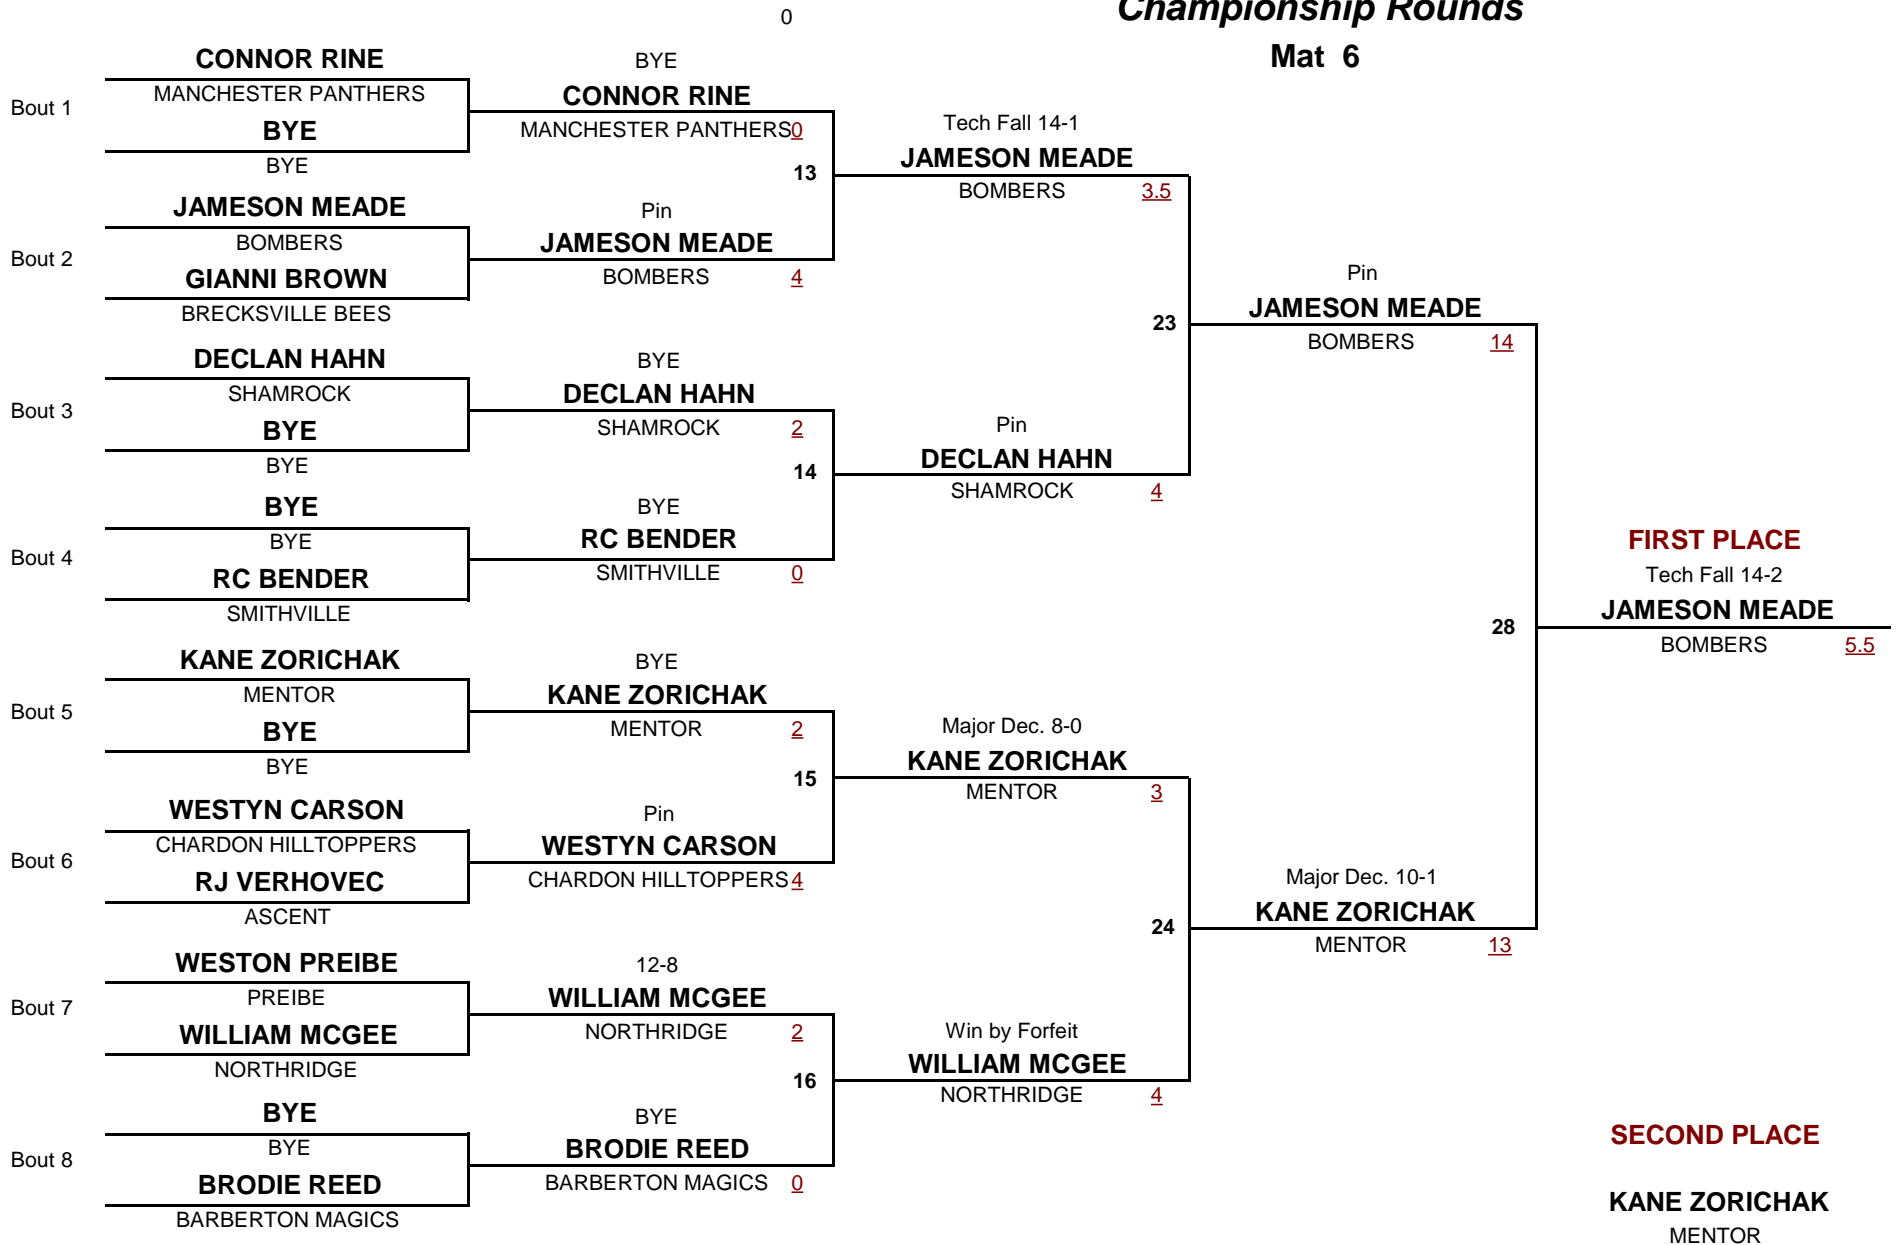 0
Championship Rounds
Mat 6
CONNOR RINE
MANCHESTER PANTHERS
Bout 1
BYE
BYE
JAMESON MEADE
BOMBERS
Bout 2
GIANNI BROWN
BRECKSVILLE BEES
DECLAN HAHN
SHAMROCK
Bout 3
BYE
BYE
BYE
BYE
Bout 4
RC BENDER
SMITHVILLE
KANE ZORICHAK
MENTOR
Bout 5
BYE
BYE
WESTYN CARSON
CHARDON HILLTOPPERS
Bout 6
RJ VERHOVEC
ASCENT
WESTON PREIBE
PREIBE
Bout 7
WILLIAM MCGEE
NORTHRIDGE
BYE
BYE
Bout 8
BRODIE REED
BARBERTON MAGICS
BYE
CONNOR RINE
MANCHESTER PANTHERS 0
13
Pin
JAMESON MEADE
BOMBERS 4
BYE
DECLAN HAHN
SHAMROCK 2
14
BYE
RC BENDER
SMITHVILLE 0
BYE
KANE ZORICHAK
MENTOR 2
15
Pin
WESTYN CARSON
CHARDON HILLTOPPERS 4
12-8
WILLIAM MCGEE
NORTHRIDGE 2
16
BYE
BRODIE REED
BARBERTON MAGICS 0
Tech Fall 14-1
JAMESON MEADE
BOMBERS 3.5
23
Pin
DECLAN HAHN
SHAMROCK 4
Major Dec. 8-0
KANE ZORICHAK
MENTOR 3
24
Win by Forfeit
WILLIAM MCGEE
NORTHRIDGE 4
Pin
JAMESON MEADE
BOMBERS 14
28
Major Dec. 10-1
KANE ZORICHAK
MENTOR 13
FIRST PLACE
Tech Fall 14-2
JAMESON MEADE
BOMBERS 5.5
SECOND PLACE
KANE ZORICHAK
MENTOR